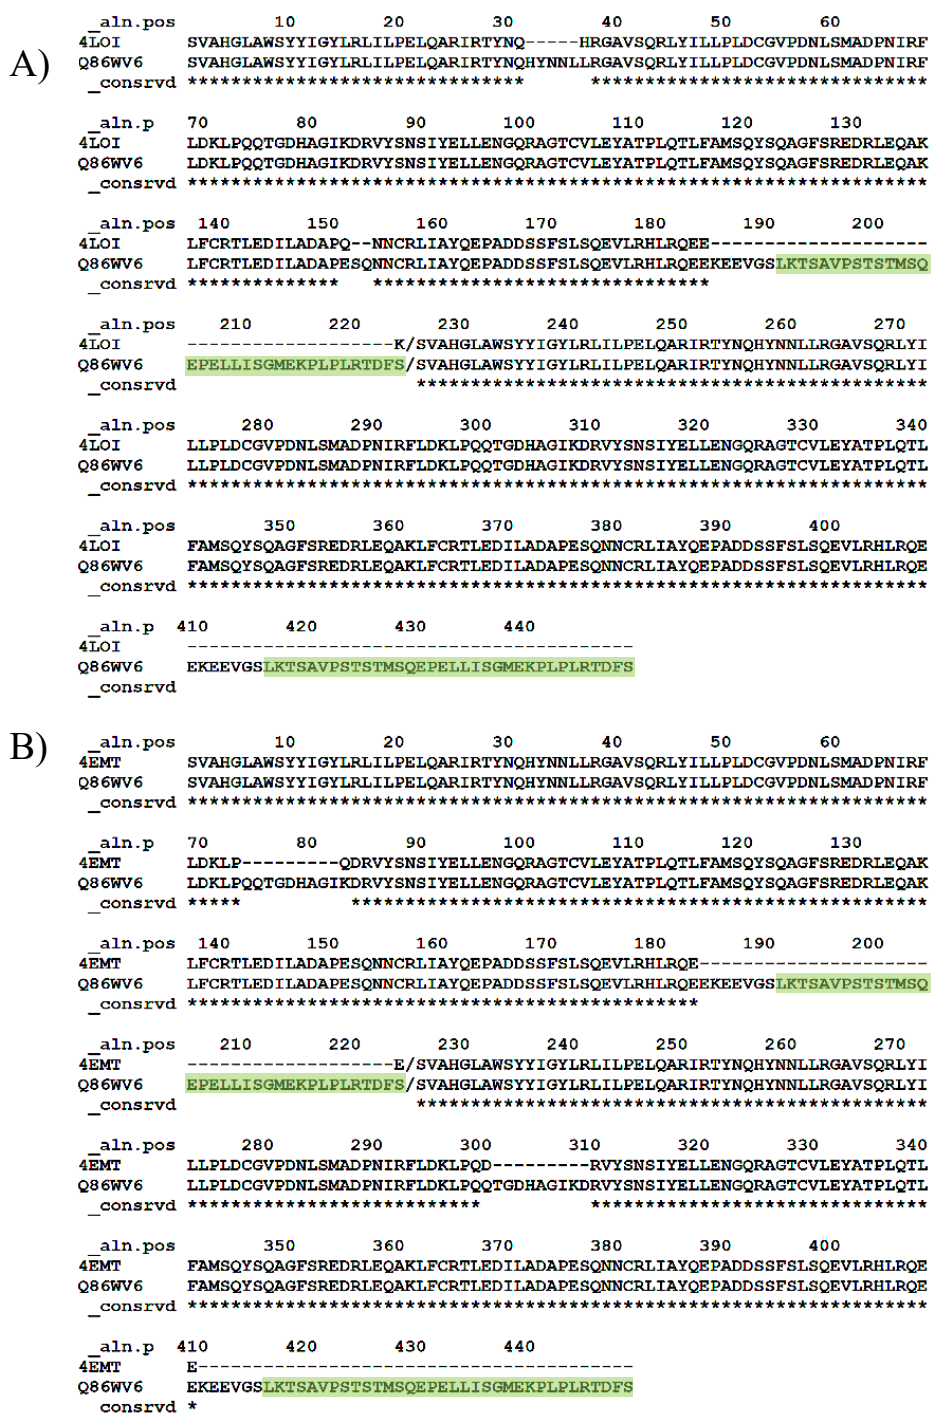 A)
_aln.pos 10 20 30 40 50 60
4LOI SVAHGLAWSYYIGYLRLILPELQARIRTYNQ-----HRGAVSQRLYILLPLDCGVPDNLSMADPNIRF
Q86WV6 SVAHGLAWSYYIGYLRLILPELQARIRTYNQHYNNLLRGAVSQRLYILLPLDCGVPDNLSMADPNIRF
_consrvd ******************************* *******************************
_aln.p 70 80 90 100 110 120 130
4LOI LDKLPQQTGDHAGIKDRVYSNSIYELLENGQRAGTCVLEYATPLQTLFAMSQYSQAGFSREDRLEQAK
Q86WV6 LDKLPQQTGDHAGIKDRVYSNSIYELLENGQRAGTCVLEYATPLQTLFAMSQYSQAGFSREDRLEQAK
_consrvd ********************************************************************
_aln.pos 140 150 160 170 180 190 200
4LOI LFCRTLEDILADAPQ--NNCRLIAYQEPADDSSFSLSQEVLRHLRQEE--------------------
Q86WV6 LFCRTLEDILADAPESQNNCRLIAYQEPADDSSFSLSQEVLRHLRQEEKEEVGSLKTSAVPSTSTMSQ
_consrvd ************** *******************************
_aln.pos 210 220 230 240 250 260 270
4LOI -------------------K/SVAHGLAWSYYIGYLRLILPELQARIRTYNQHYNNLLRGAVSQRLYI
Q86WV6 EPELLISGMEKPLPLRTDFS/SVAHGLAWSYYIGYLRLILPELQARIRTYNQHYNNLLRGAVSQRLYI
_consrvd ***********************************************
_aln.pos 280 290 300 310 320 330 340
4LOI LLPLDCGVPDNLSMADPNIRFLDKLPQQTGDHAGIKDRVYSNSIYELLENGQRAGTCVLEYATPLQTL
Q86WV6 LLPLDCGVPDNLSMADPNIRFLDKLPQQTGDHAGIKDRVYSNSIYELLENGQRAGTCVLEYATPLQTL
_consrvd ********************************************************************
_aln.pos 350 360 370 380 390 400
4LOI FAMSQYSQAGFSREDRLEQAKLFCRTLEDILADAPESQNNCRLIAYQEPADDSSFSLSQEVLRHLRQE
Q86WV6 FAMSQYSQAGFSREDRLEQAKLFCRTLEDILADAPESQNNCRLIAYQEPADDSSFSLSQEVLRHLRQE
_consrvd ********************************************************************
_aln.p 410 420 430 440
4LOI -----------------------------------------
Q86WV6 EKEEVGSLKTSAVPSTSTMSQEPELLISGMEKPLPLRTDFS
_consrvd
B)
_aln.pos 10 20 30 40 50 60
4EMT SVAHGLAWSYYIGYLRLILPELQARIRTYNQHYNNLLRGAVSQRLYILLPLDCGVPDNLSMADPNIRF
Q86WV6 SVAHGLAWSYYIGYLRLILPELQARIRTYNQHYNNLLRGAVSQRLYILLPLDCGVPDNLSMADPNIRF
_consrvd ********************************************************************
_aln.p 70 80 90 100 110 120 130
4EMT LDKLP---------QDRVYSNSIYELLENGQRAGTCVLEYATPLQTLFAMSQYSQAGFSREDRLEQAK
Q86WV6 LDKLPQQTGDHAGIKDRVYSNSIYELLENGQRAGTCVLEYATPLQTLFAMSQYSQAGFSREDRLEQAK
_consrvd ***** *****************************************************
_aln.pos 140 150 160 170 180 190 200
4EMT LFCRTLEDILADAPESQNNCRLIAYQEPADDSSFSLSQEVLRHLRQE---------------------
Q86WV6 LFCRTLEDILADAPESQNNCRLIAYQEPADDSSFSLSQEVLRHLRQEEKEEVGSLKTSAVPSTSTMSQ
_consrvd ***********************************************
_aln.pos 210 220 230 240 250 260 270
4EMT -------------------E/SVAHGLAWSYYIGYLRLILPELQARIRTYNQHYNNLLRGAVSQRLYI
Q86WV6 EPELLISGMEKPLPLRTDFS/SVAHGLAWSYYIGYLRLILPELQARIRTYNQHYNNLLRGAVSQRLYI
_consrvd ***********************************************
_aln.pos 280 290 300 310 320 330 340
4EMT LLPLDCGVPDNLSMADPNIRFLDKLPQD---------RVYSNSIYELLENGQRAGTCVLEYATPLQTL
Q86WV6 LLPLDCGVPDNLSMADPNIRFLDKLPQQTGDHAGIKDRVYSNSIYELLENGQRAGTCVLEYATPLQTL
_consrvd *************************** *******************************
_aln.pos 350 360 370 380 390 400
4EMT FAMSQYSQAGFSREDRLEQAKLFCRTLEDILADAPESQNNCRLIAYQEPADDSSFSLSQEVLRHLRQE
Q86WV6 FAMSQYSQAGFSREDRLEQAKLFCRTLEDILADAPESQNNCRLIAYQEPADDSSFSLSQEVLRHLRQE
_consrvd ********************************************************************
_aln.p 410 420 430 440
4EMT E----------------------------------------
Q86WV6 EKEEVGSLKTSAVPSTSTMSQEPELLISGMEKPLPLRTDFS
_consrvd *